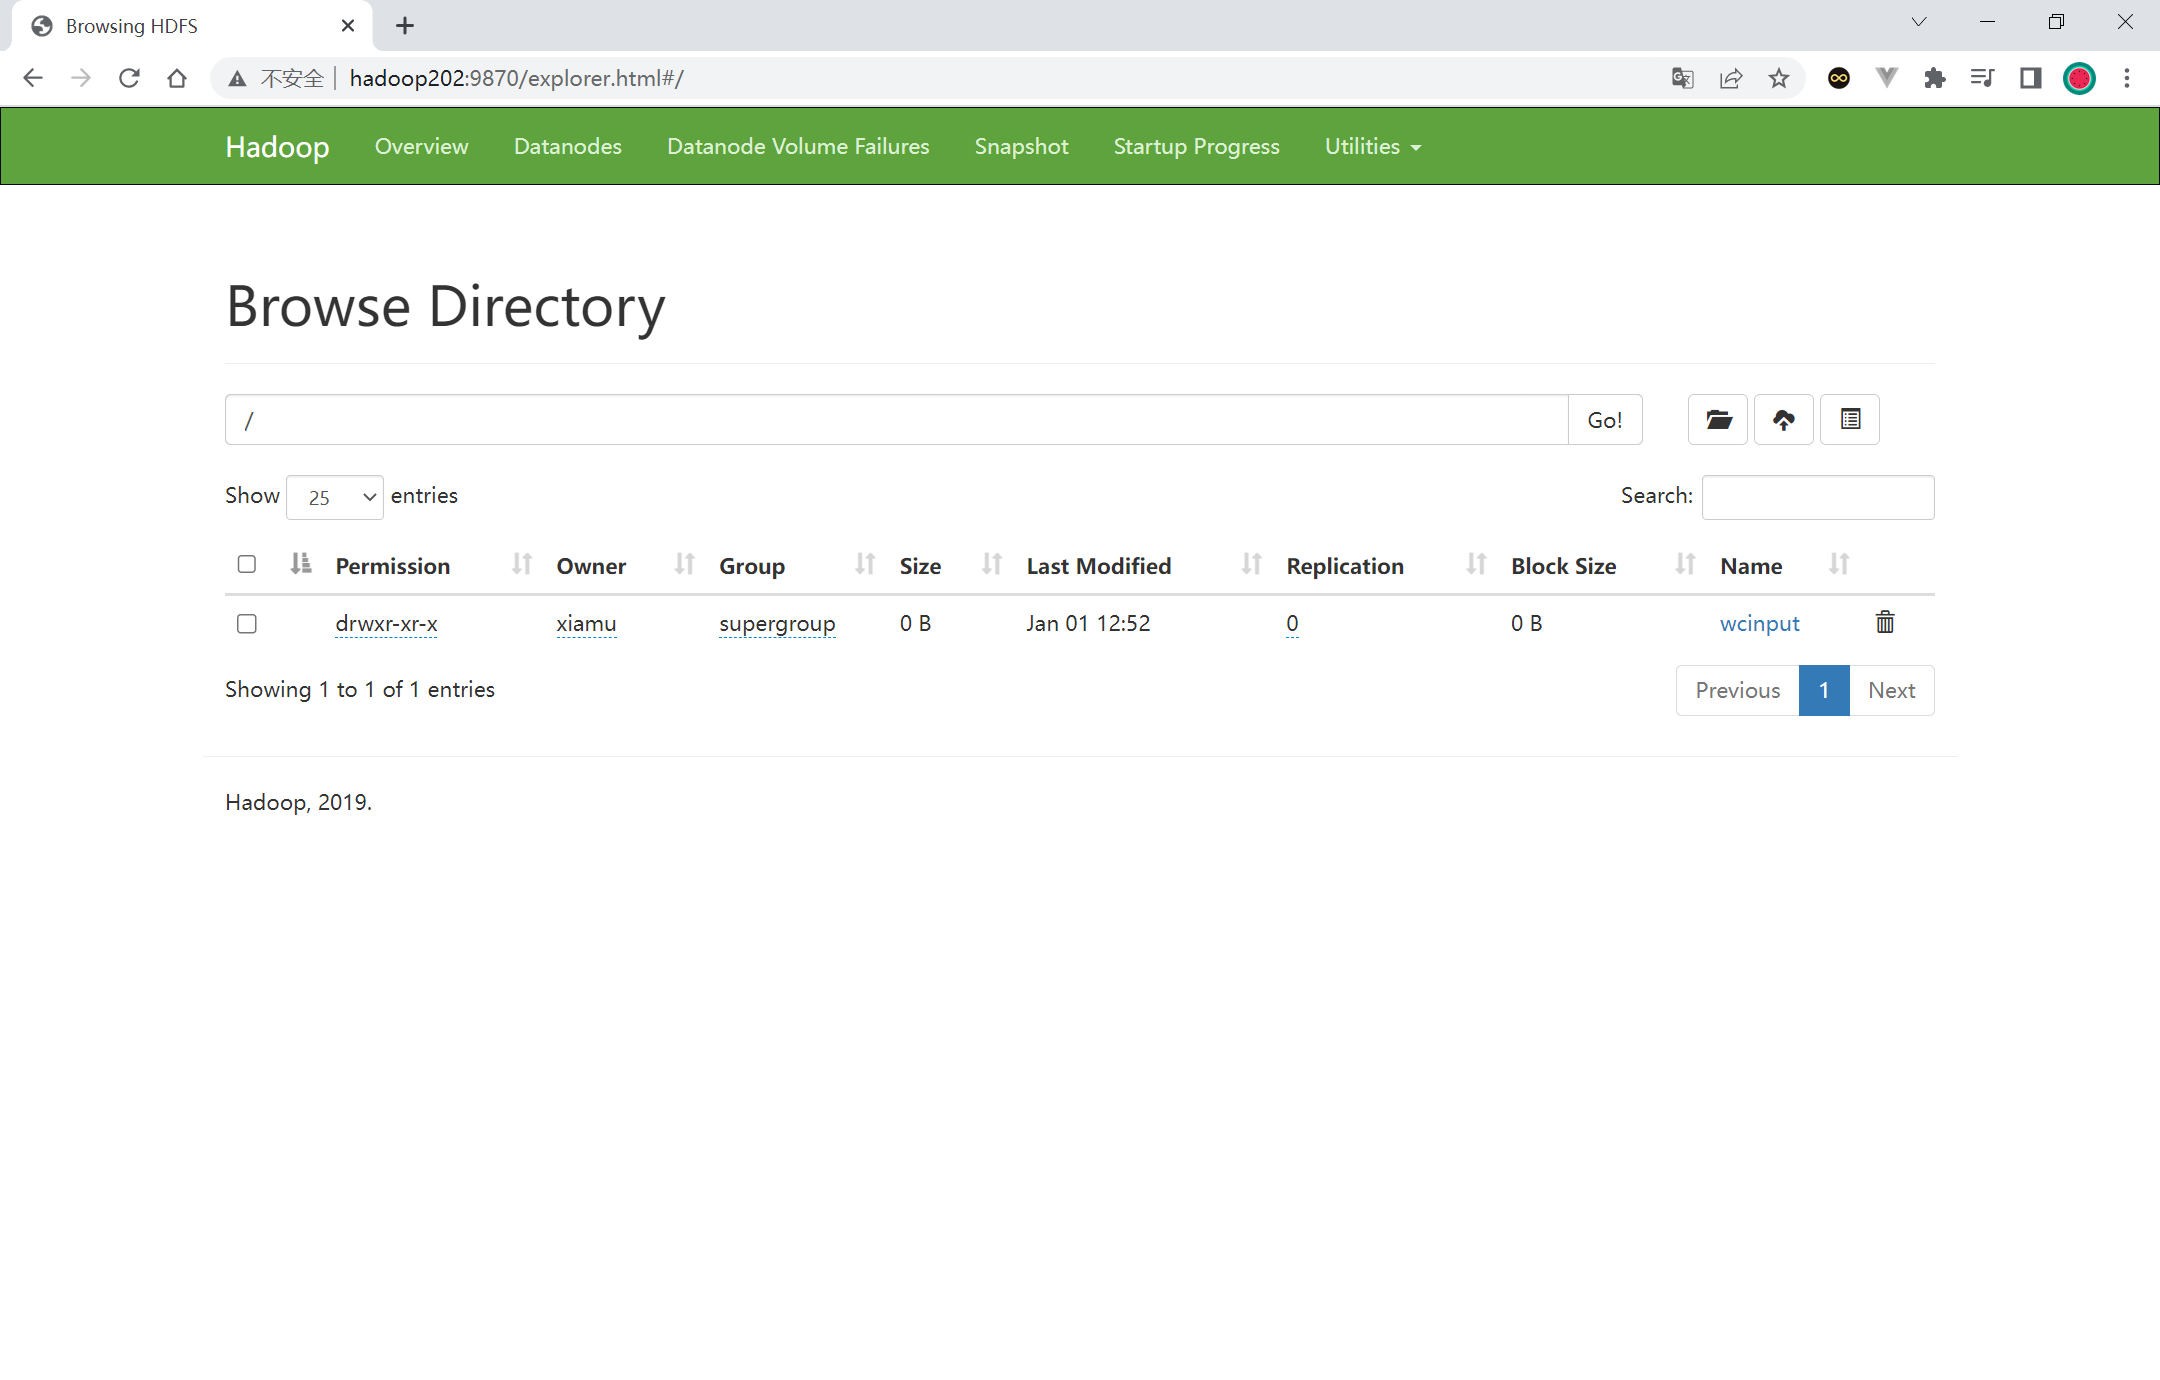 Browsing HDFS
不安全 hadoop202:9870/explorer.html#/
Hadoop Overview Datanodes Datanode Volume Failures Snapshot Startup Progress Utilities
Browse Directory
/ Go!
Show 25 entries Search:
Permission Owner Group Size Last Modified Replication Block Size Name
drwxr-xr-x xiamu supergroup 0 B Jan 01 12:52 0 0 B wcinput
Showing 1 to 1 of 1 entries Previous 1 Next
Hadoop, 2019.